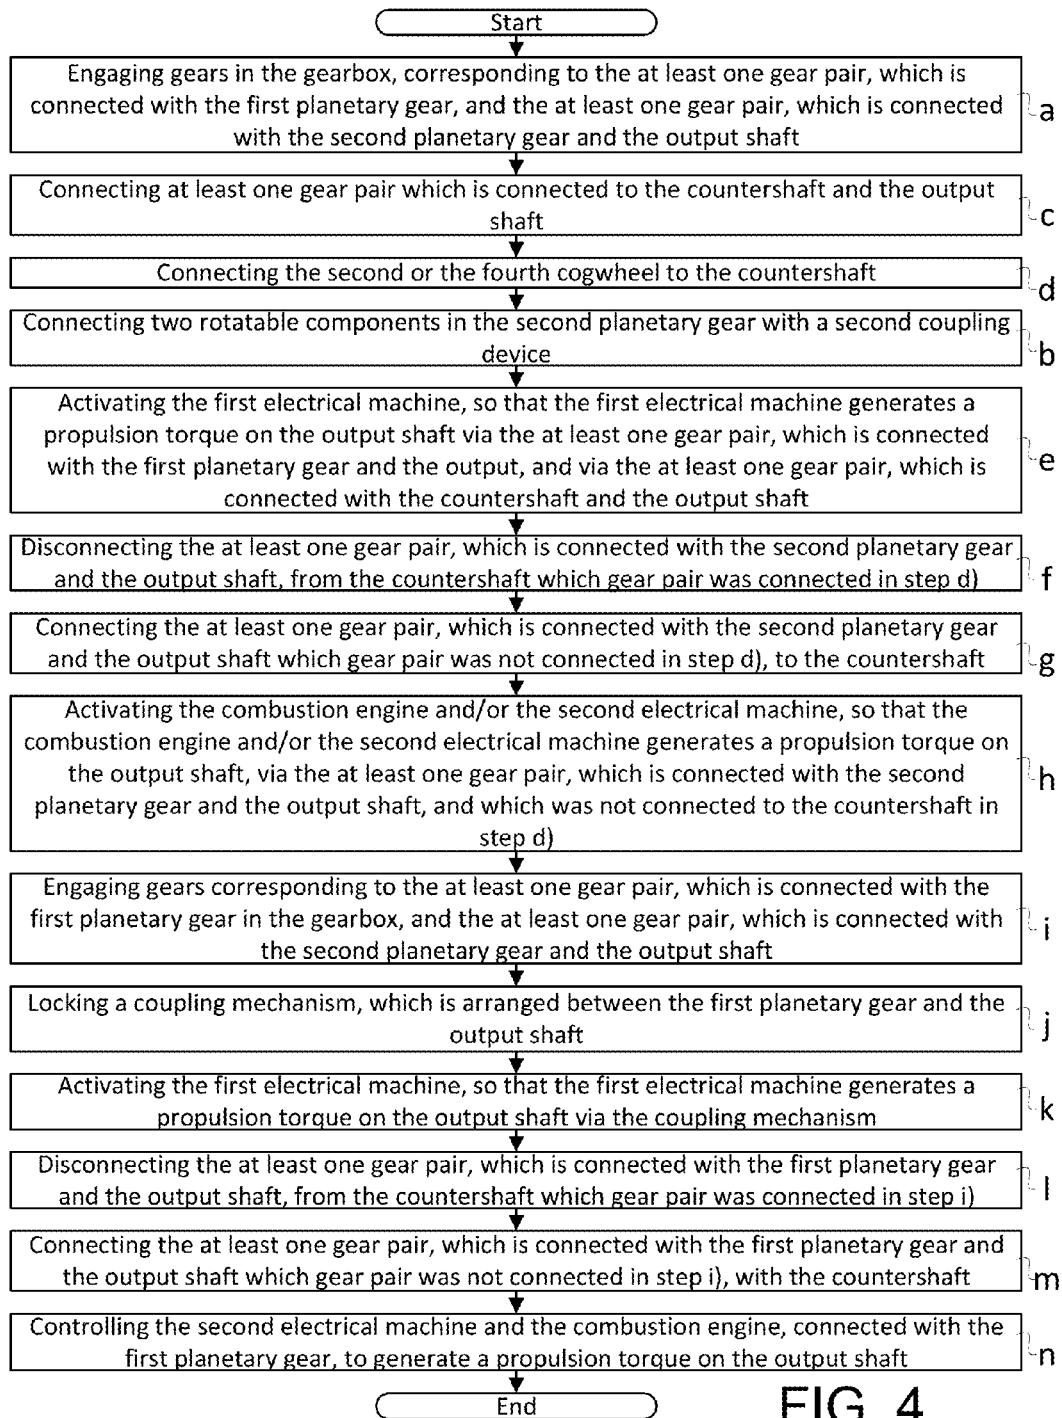 Start
Engaging gears in the gearbox, corresponding to the at least one gear pair, which is
connected with the first planetary gear, and the at least one gear pair, which is connected
with the second planetary gear and the output shaft
a
Connecting at least one gear pair which is connected to the countershaft and the output
shaft
c
Connecting the second or the fourth cogwheel to the countershaft
d
Connecting two rotatable components in the second planetary gear with a second coupling
device
b
Activating the first electrical machine, so that the first electrical machine generates a
propulsion torque on the output shaft via the at least one gear pair, which is connected
with the first planetary gear and the output, and via the at least one gear pair, which is
connected with the countershaft and the output shaft
e
Disconnecting the at least one gear pair, which is connected with the second planetary gear
and the output shaft, from the countershaft which gear pair was connected in step d)
f
Connecting the at least one gear pair, which is connected with the second planetary gear
and the output shaft which gear pair was not connected in step d), to the countershaft
g
Activating the combustion engine and/or the second electrical machine, so that the
combustion engine and/or the second electrical machine generates a propulsion torque on
the output shaft, via the at least one gear pair, which is connected with the second
planetary gear and the output shaft, and which was not connected to the countershaft in
step d)
h
Engaging gears corresponding to the at least one gear pair, which is connected with the
first planetary gear in the gearbox, and the at least one gear pair, which is connected with
the second planetary gear and the output shaft
i
Locking a coupling mechanism, which is arranged between the first planetary gear and the
output shaft
j
Activating the first electrical machine, so that the first electrical machine generates a
propulsion torque on the output shaft via the coupling mechanism
k
Disconnecting the at least one gear pair, which is connected with the first planetary gear
and the output shaft, from the countershaft which gear pair was connected in step i)
l
Connecting the at least one gear pair, which is connected with the first planetary gear and
the output shaft which gear pair was not connected in step i), with the countershaft
m
Controlling the second electrical machine and the combustion engine, connected with the
first planetary gear, to generate a propulsion torque on the output shaft
n
End
FIG. 4